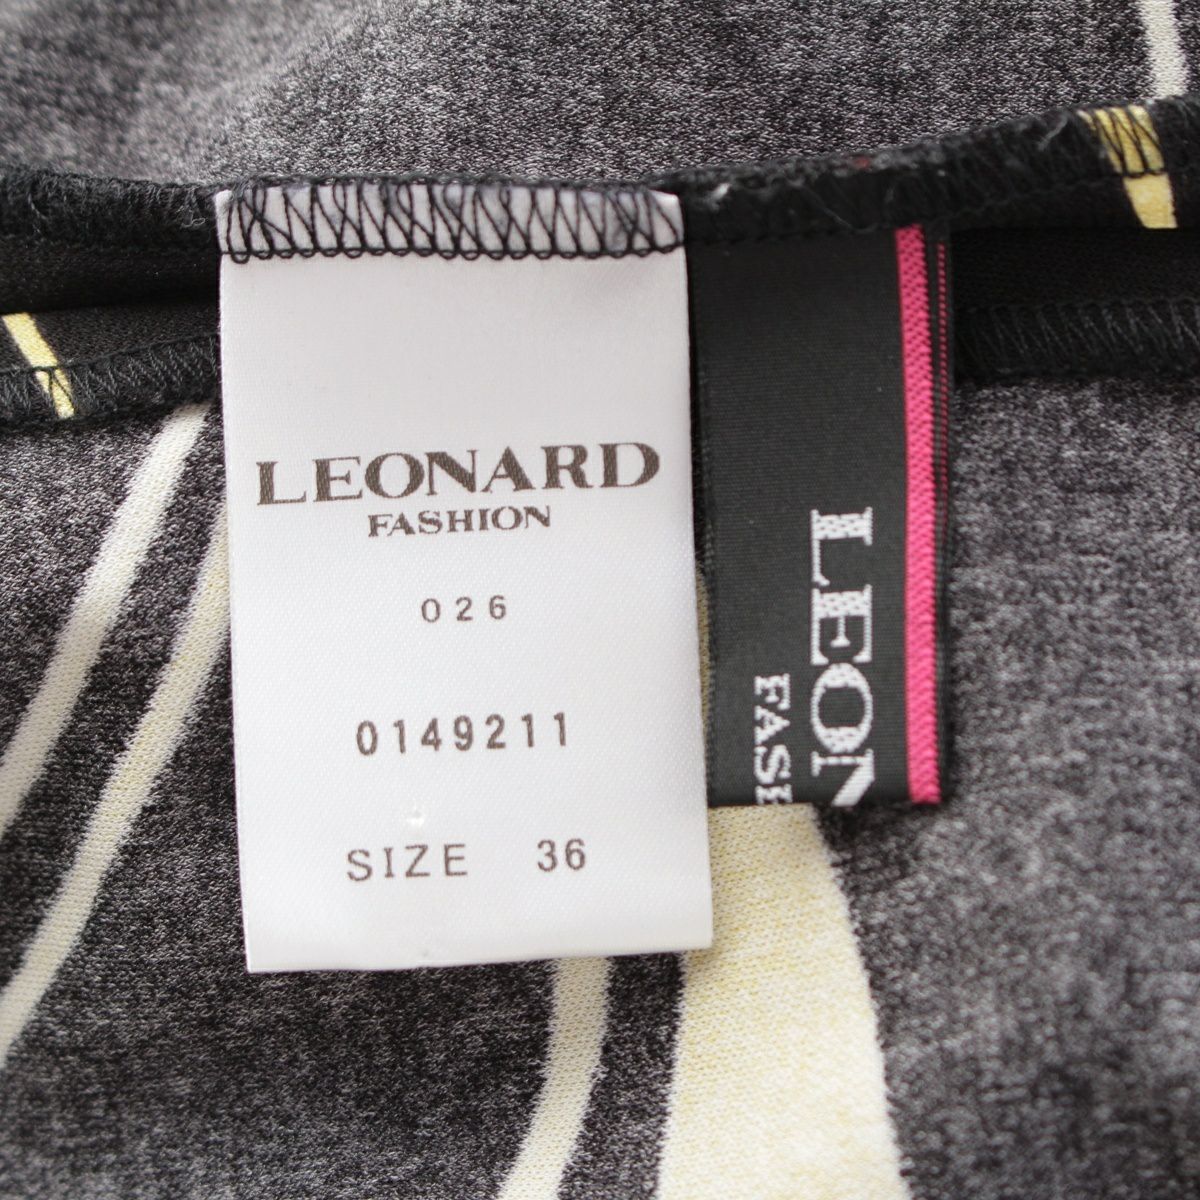 LEONARD
FASHION
026
0149211
SIZE 36
LEON
FASH